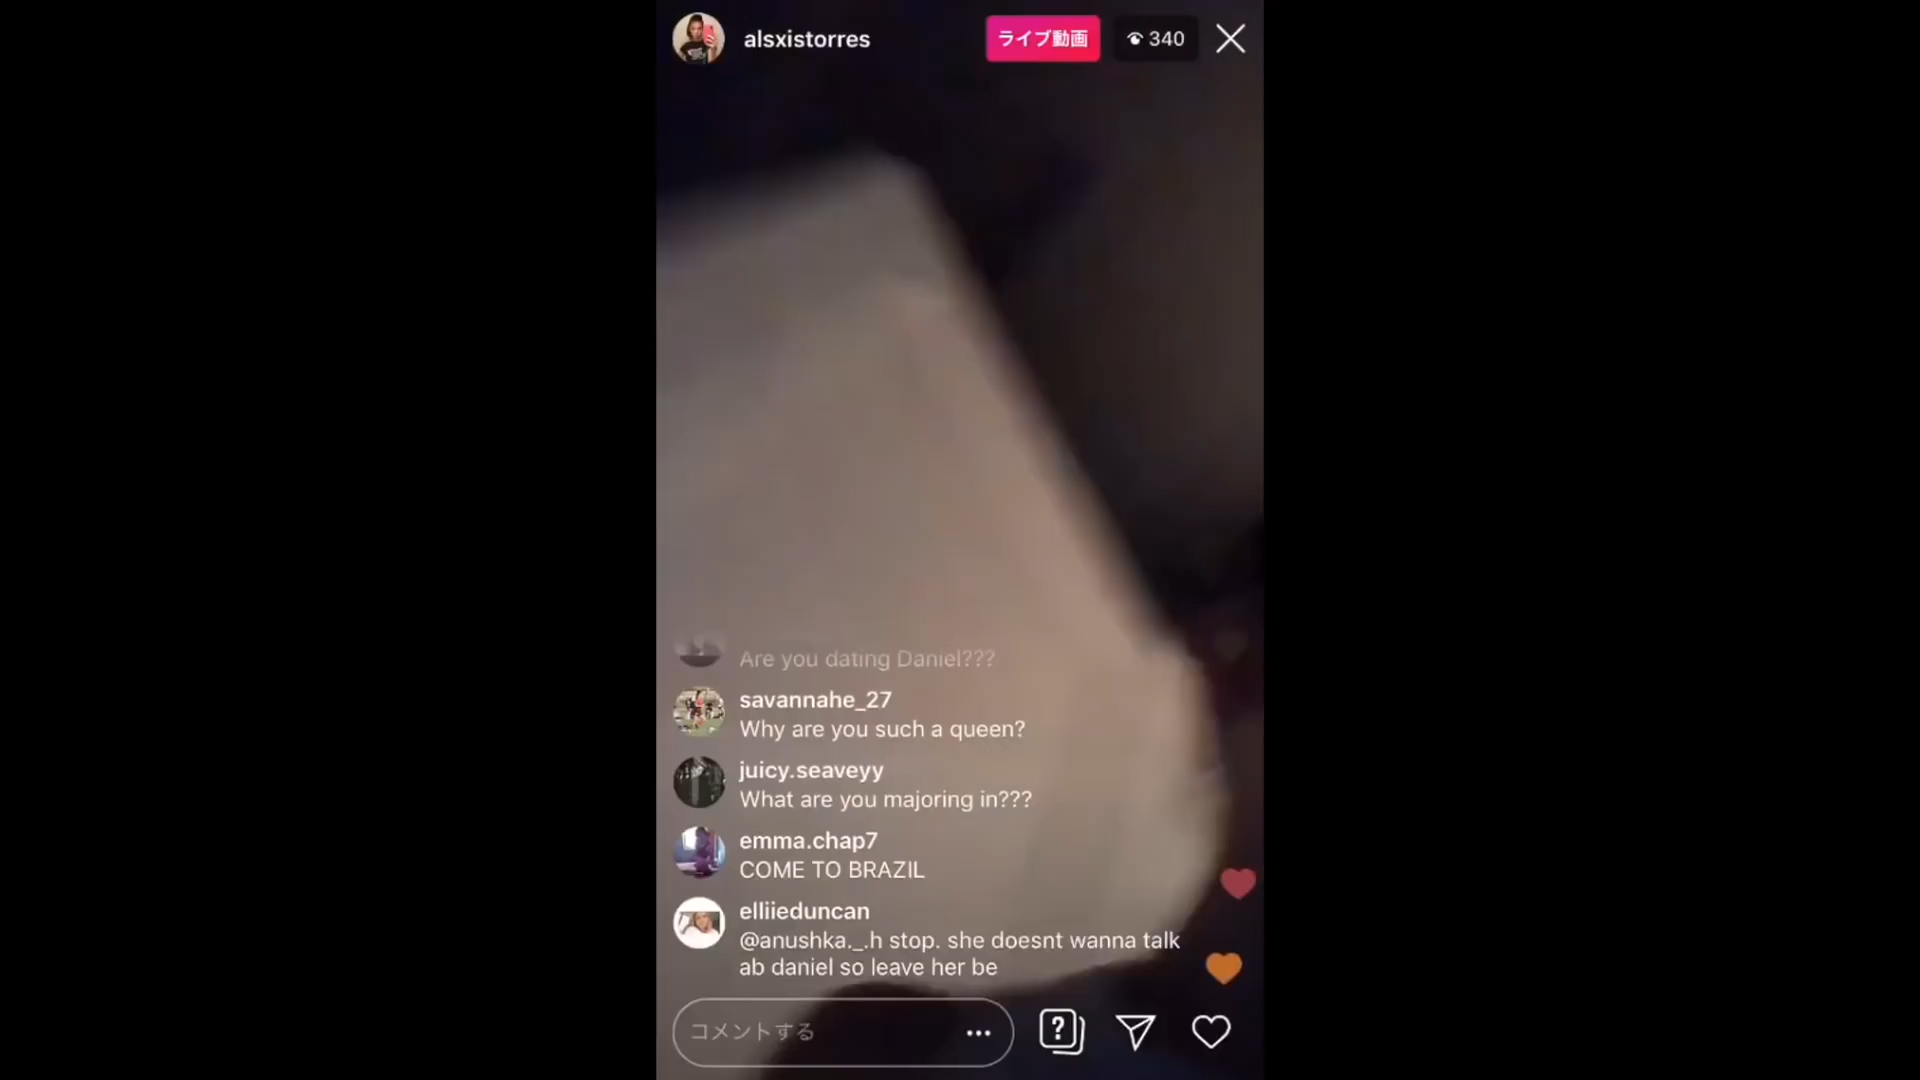 alsxistorres
ライブ動画
340
Are you dating Daniel???
savannahe_27
Why are you such a queen?
juicy.seaveyy
What are you majoring in???
emma.chap7
COME TO BRAZIL
elliieduncan
@anushka._.h stop. she doesnt wanna talk
ab daniel so leave her be
コメントする